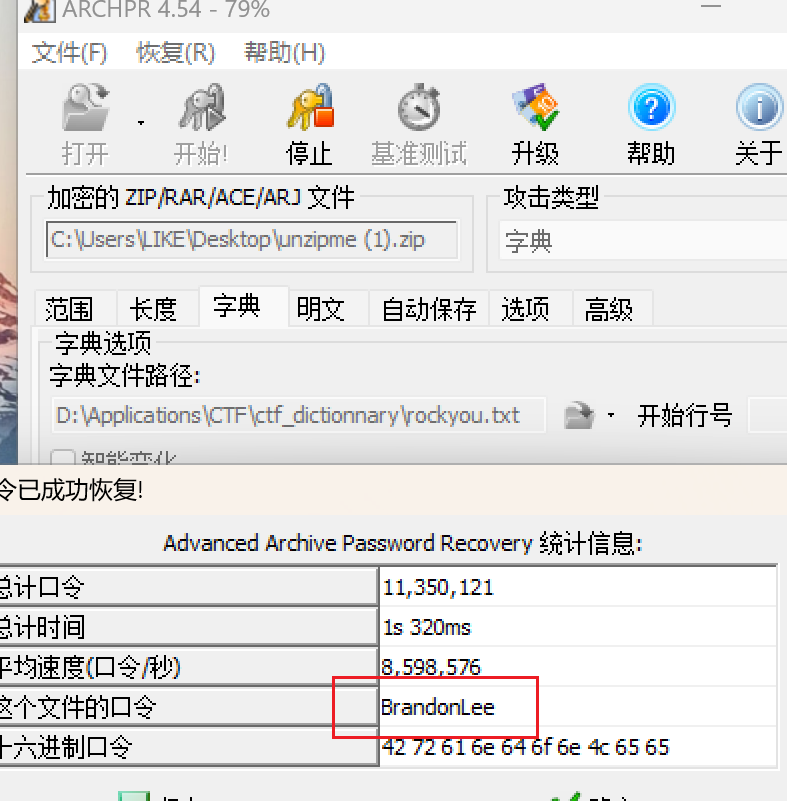 ARCHPR 4.54 - 79%
文件(F) 恢复(R) 帮助(H)
打开 开始! 停止 基准测试 升级 帮助 关于
加密的 ZIP/RAR/ACE/ARJ 文件 攻击类型
C:\Users\LIKE\Desktop\unzipme (1).zip 字典
范围 长度 字典 明文 自动保存 选项 高级
字典选项
字典文件路径:
D:\Applications\CTF\ctf_dictionnary\rockyou.txt 开始行号
智能变化
令已成功恢复!
Advanced Archive Password Recovery 统计信息:
总计口令 11,350,121
总计时间 1s 320ms
平均速度(口令/秒) 8,598,576
这个文件的口令 BrandonLee
十六进制口令 42 72 61 6e 64 6f 6e 4c 65 65